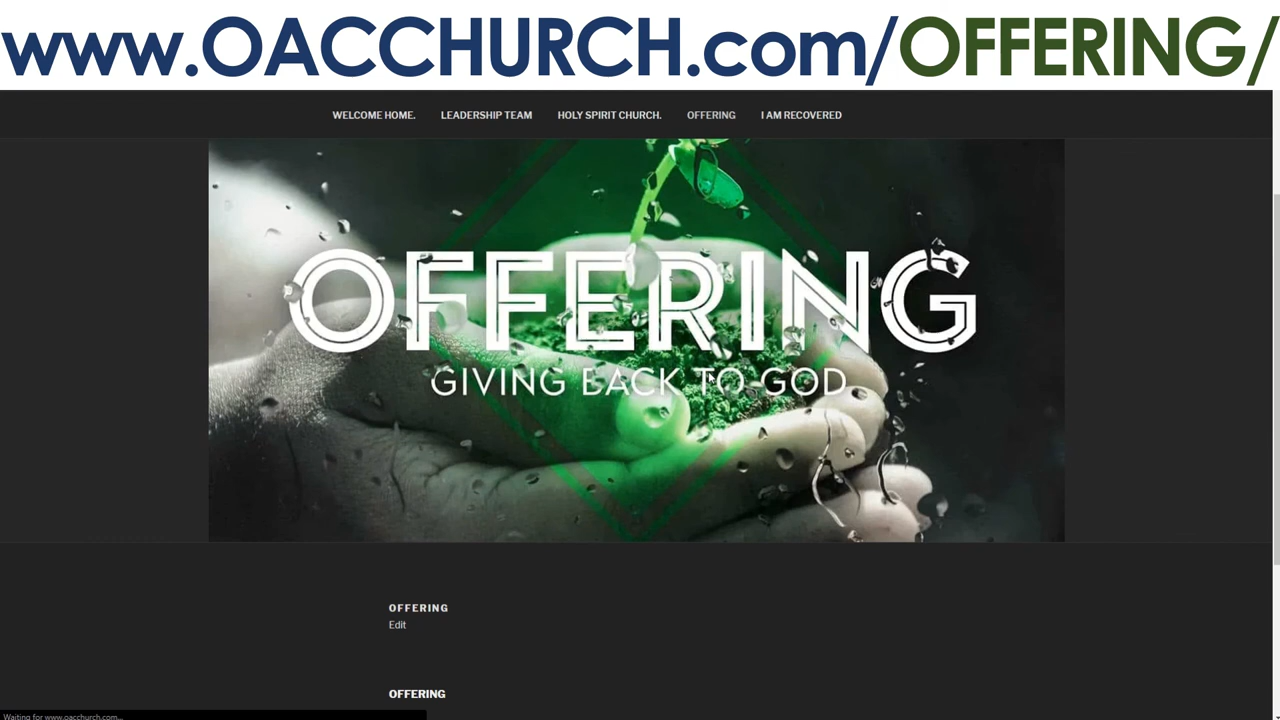 www.OACCHURCH.com/OFFERING/
WELCOME HOME. LEADERSHIP TEAM HOLY SPIRIT CHURCH. OFFERING I AM RECOVERED
OFFERING
GIVING BACK TO GOD
OFFERING
Edit
OFFERING
Waiting for www.oacchurch.com...